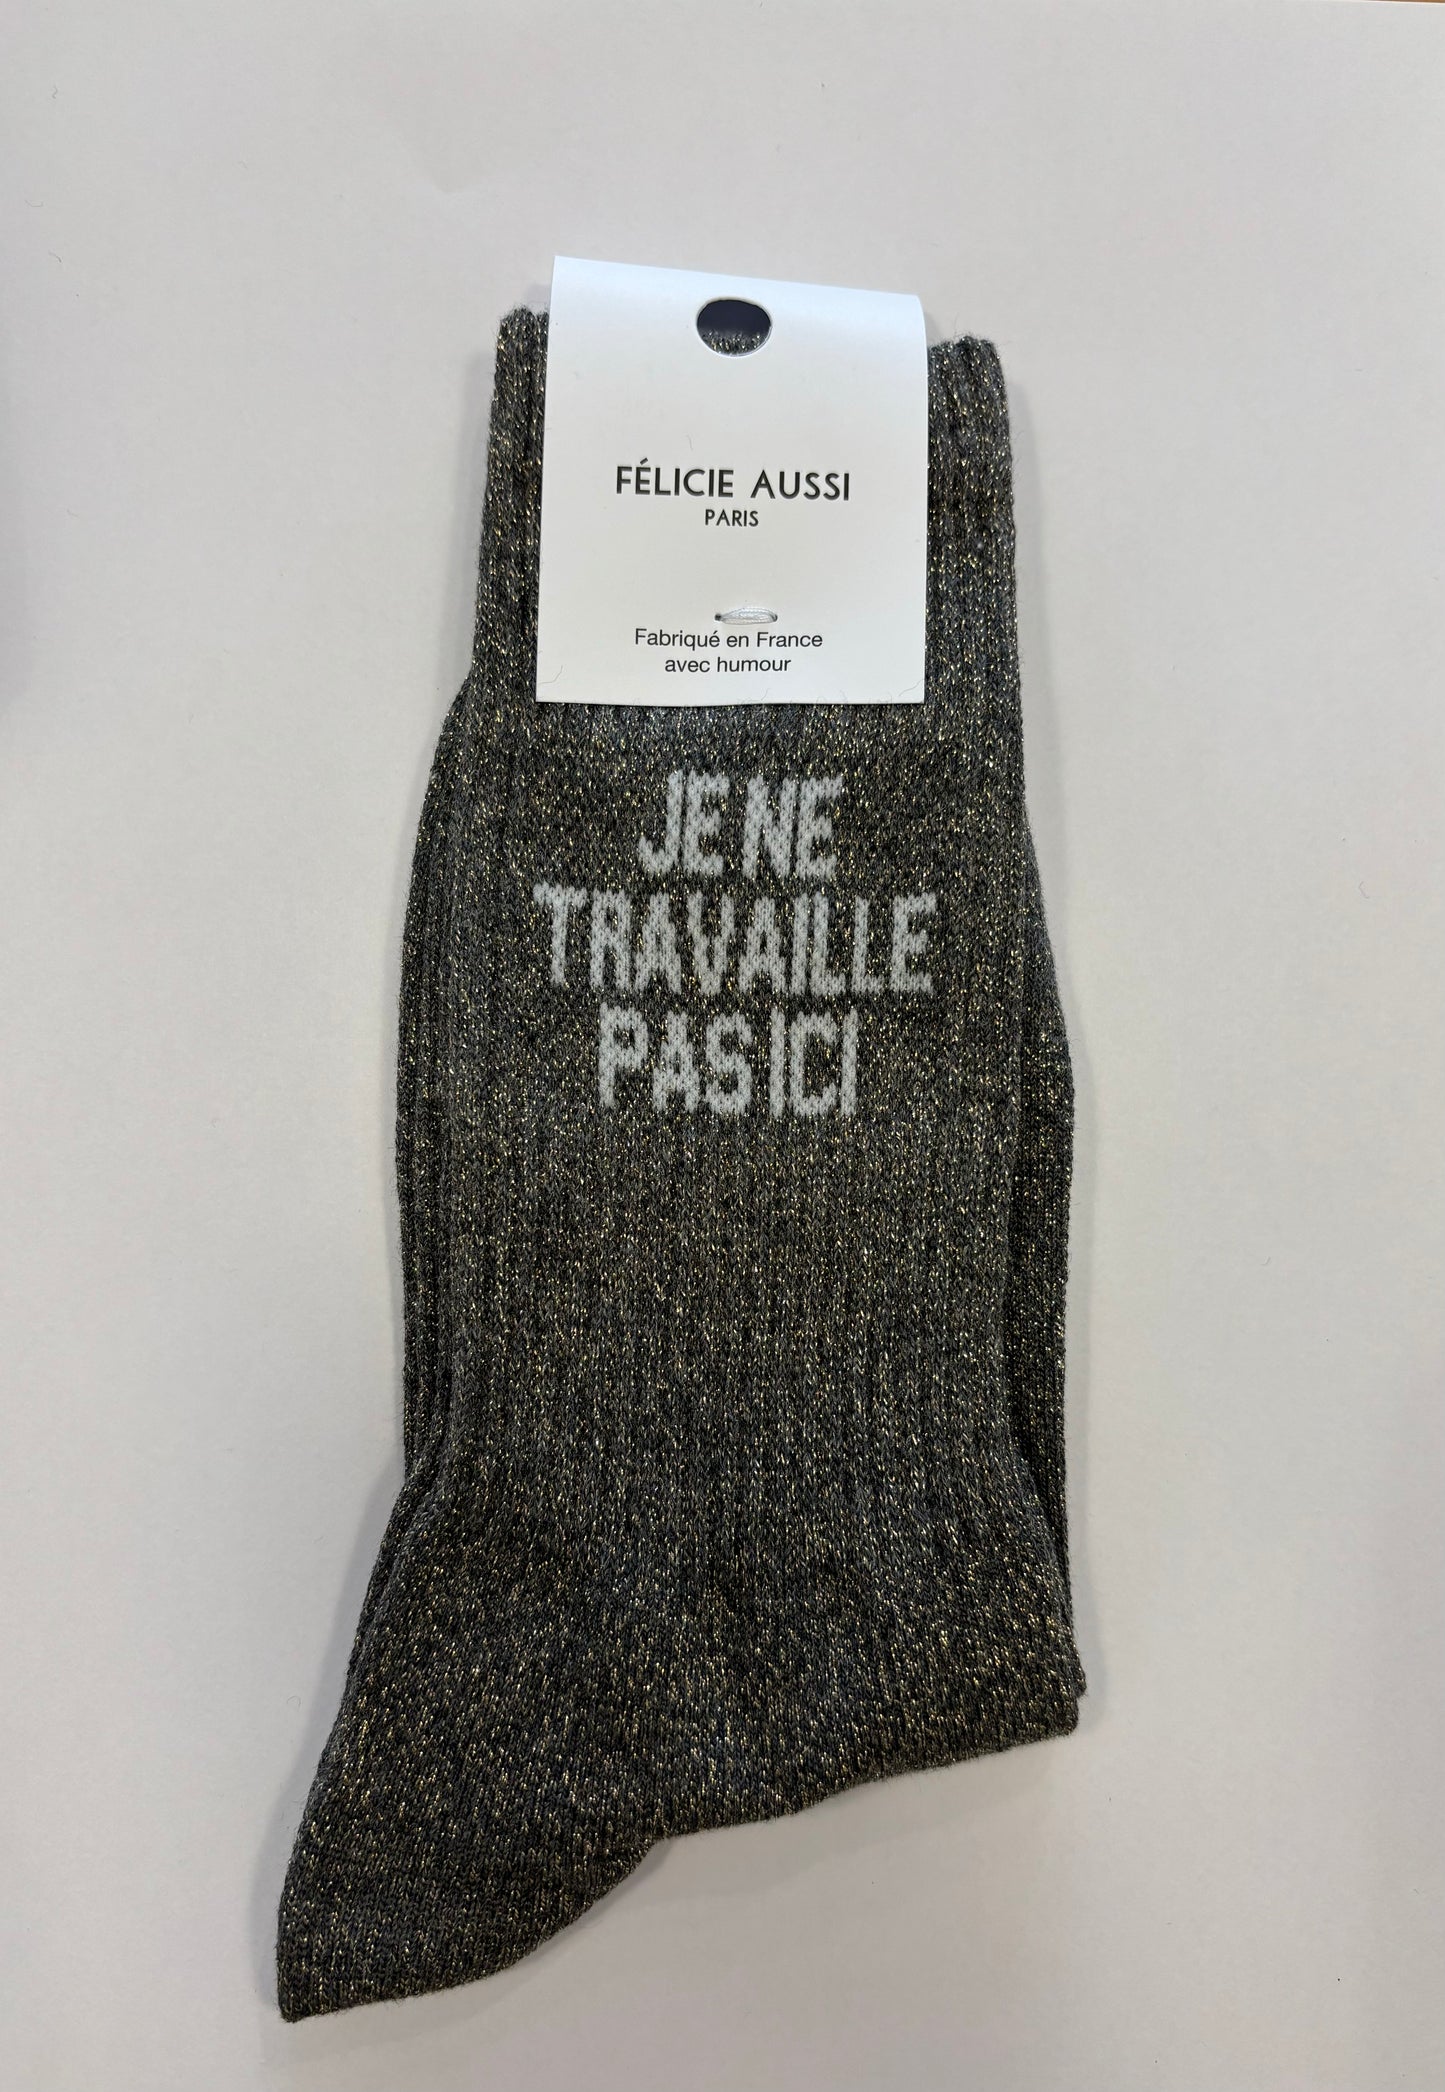 FÉLICIE AUSSI
PARIS
Fabriqué en France
avec humour
JE NE
TRAVAILLE
PAS ICI